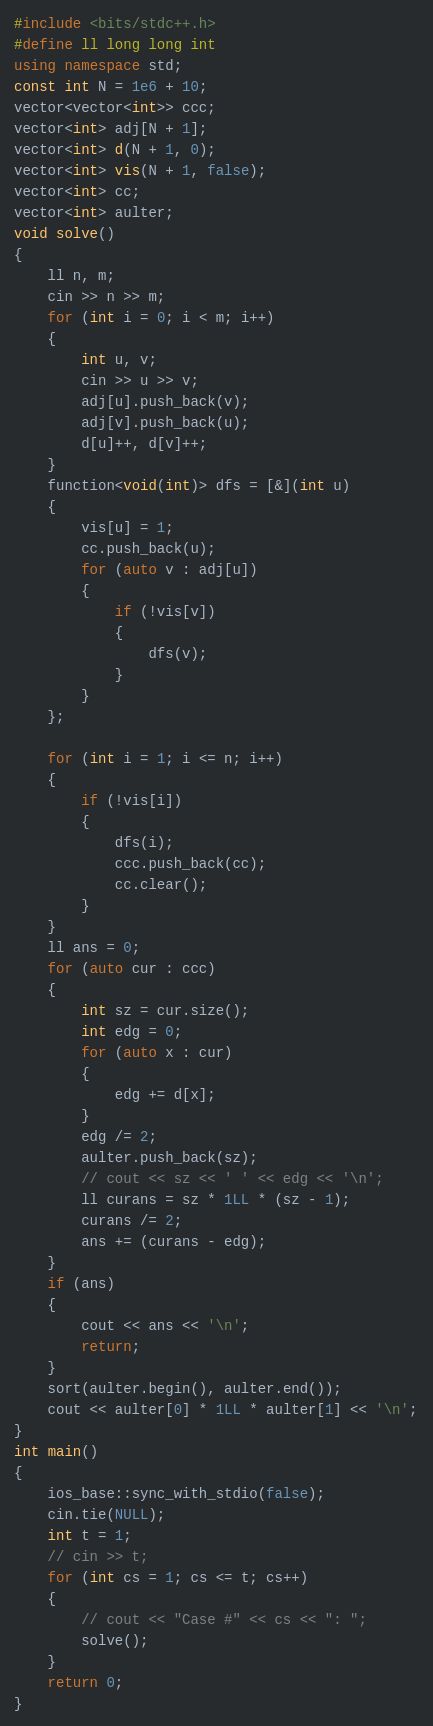 #include <bits/stdc++.h>
#define ll long long int
using namespace std;
const int N = 1e6 + 10;
vector<vector<int>> ccc;
vector<int> adj[N + 1];
vector<int> d(N + 1, 0);
vector<int> vis(N + 1, false);
vector<int> cc;
vector<int> aulter;
void solve()
{
    ll n, m;
    cin >> n >> m;
    for (int i = 0; i < m; i++)
    {
        int u, v;
        cin >> u >> v;
        adj[u].push_back(v);
        adj[v].push_back(u);
        d[u]++, d[v]++;
    }
    function<void(int)> dfs = [&](int u)
    {
        vis[u] = 1;
        cc.push_back(u);
        for (auto v : adj[u])
        {
            if (!vis[v])
            {
                dfs(v);
            }
        }
    };

    for (int i = 1; i <= n; i++)
    {
        if (!vis[i])
        {
            dfs(i);
            ccc.push_back(cc);
            cc.clear();
        }
    }
    ll ans = 0;
    for (auto cur : ccc)
    {
        int sz = cur.size();
        int edg = 0;
        for (auto x : cur)
        {
            edg += d[x];
        }
        edg /= 2;
        aulter.push_back(sz);
        // cout << sz << ' ' << edg << '\n';
        ll curans = sz * 1LL * (sz - 1);
        curans /= 2;
        ans += (curans - edg);
    }
    if (ans)
    {
        cout << ans << '\n';
        return;
    }
    sort(aulter.begin(), aulter.end());
    cout << aulter[0] * 1LL * aulter[1] << '\n';
}
int main()
{
    ios_base::sync_with_stdio(false);
    cin.tie(NULL);
    int t = 1;
    // cin >> t;
    for (int cs = 1; cs <= t; cs++)
    {
        // cout << "Case #" << cs << ": ";
        solve();
    }
    return 0;
}